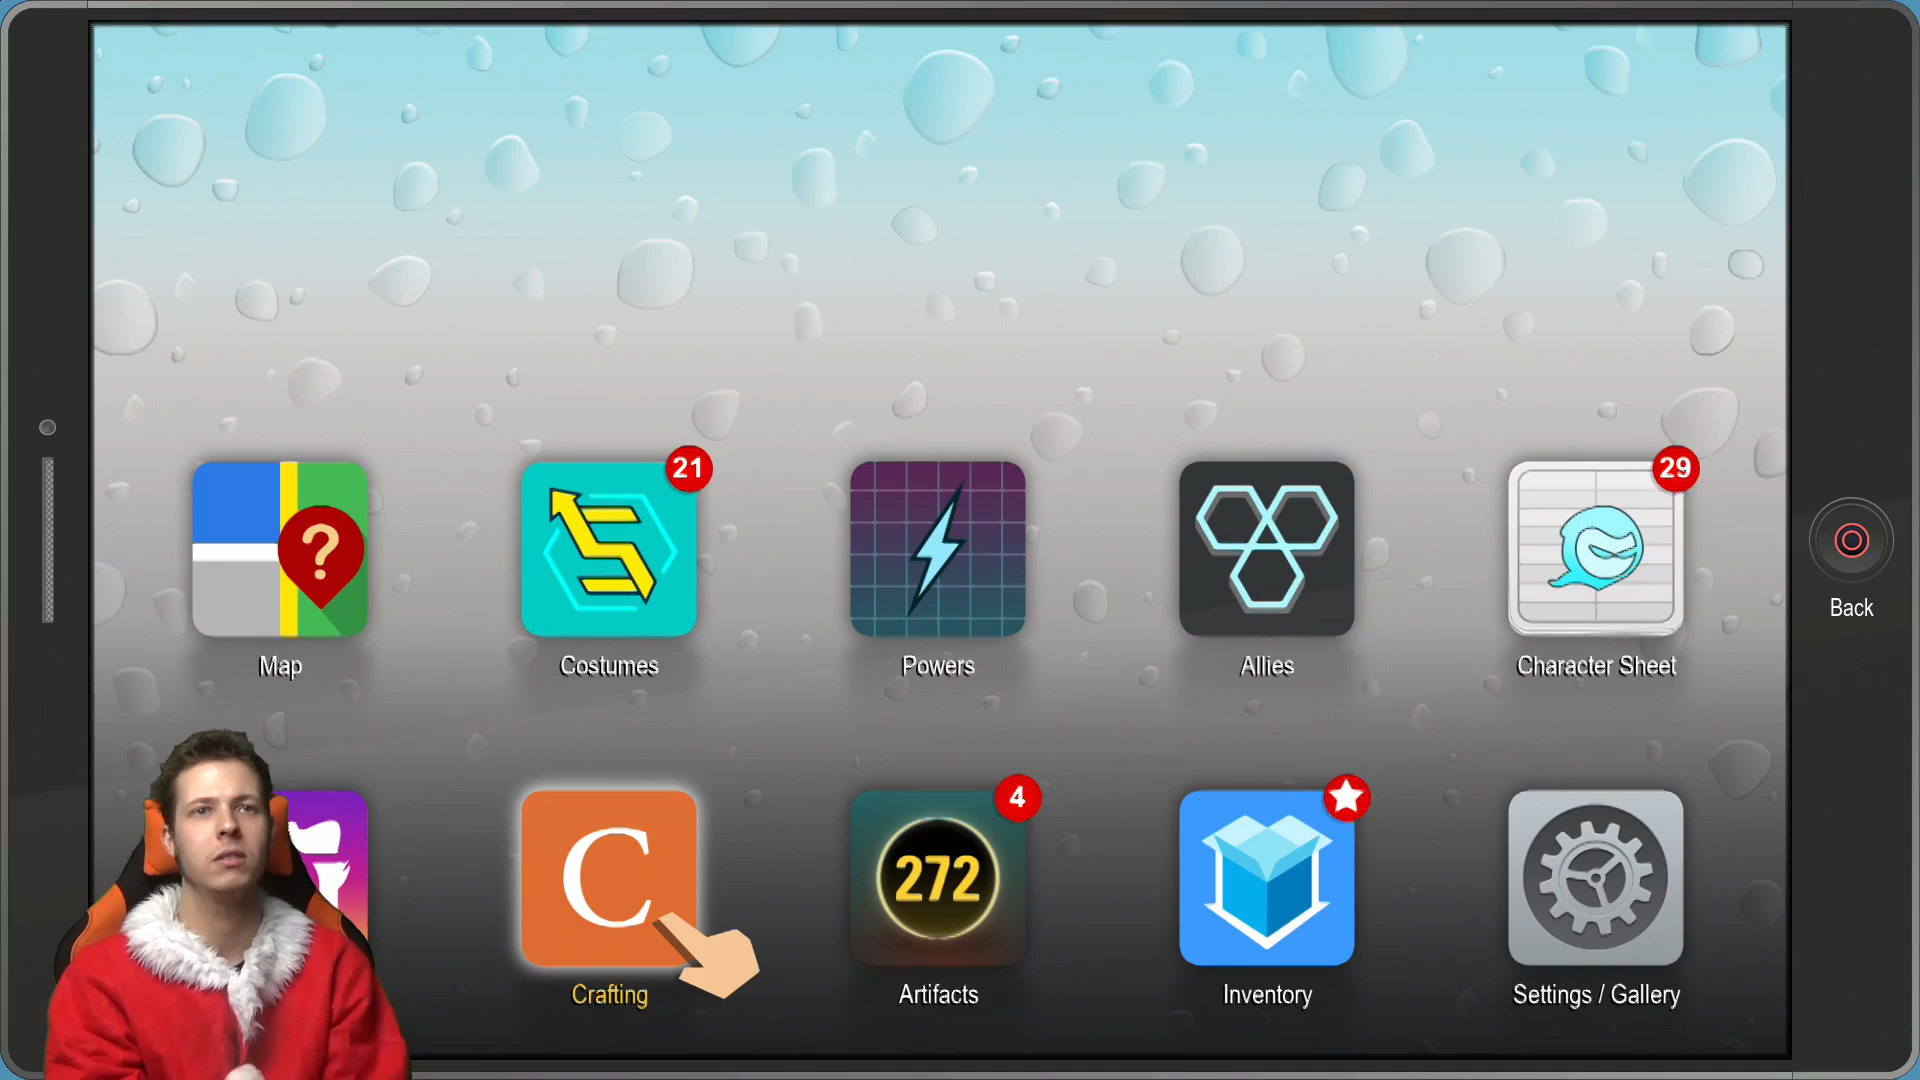 21
29
?
Map
Costumes
Powers
Allies
Character Sheet
Back
4
C
272
Crafting
Artifacts
Inventory
Settings / Gallery